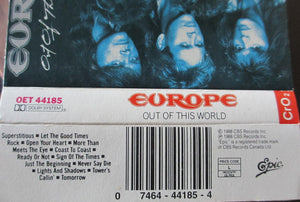 OET 44185
DOLBY SYSTEM
EUROPE
OUT OF THIS WORLD
CrO₂
Superstitious ■ Let The Good Times
Rock ■ Open Your Heart ■ More Than
Meets The Eye ■ Coast To Coast ■
Ready Or Not ■ Sign Of The Times ■
Just The Beginning ■ Never Say Die
■ Lights And Shadows ■ Tower's
Callin' ■ Tomorrow
0 7464-44185-4 4
PRICE CODE
L
© 1988 CBS Records Inc.
℗ 1988 CBS Records Inc.
"Epic" is a registered trade mark
of CBS Records Canada Ltd.
Epic